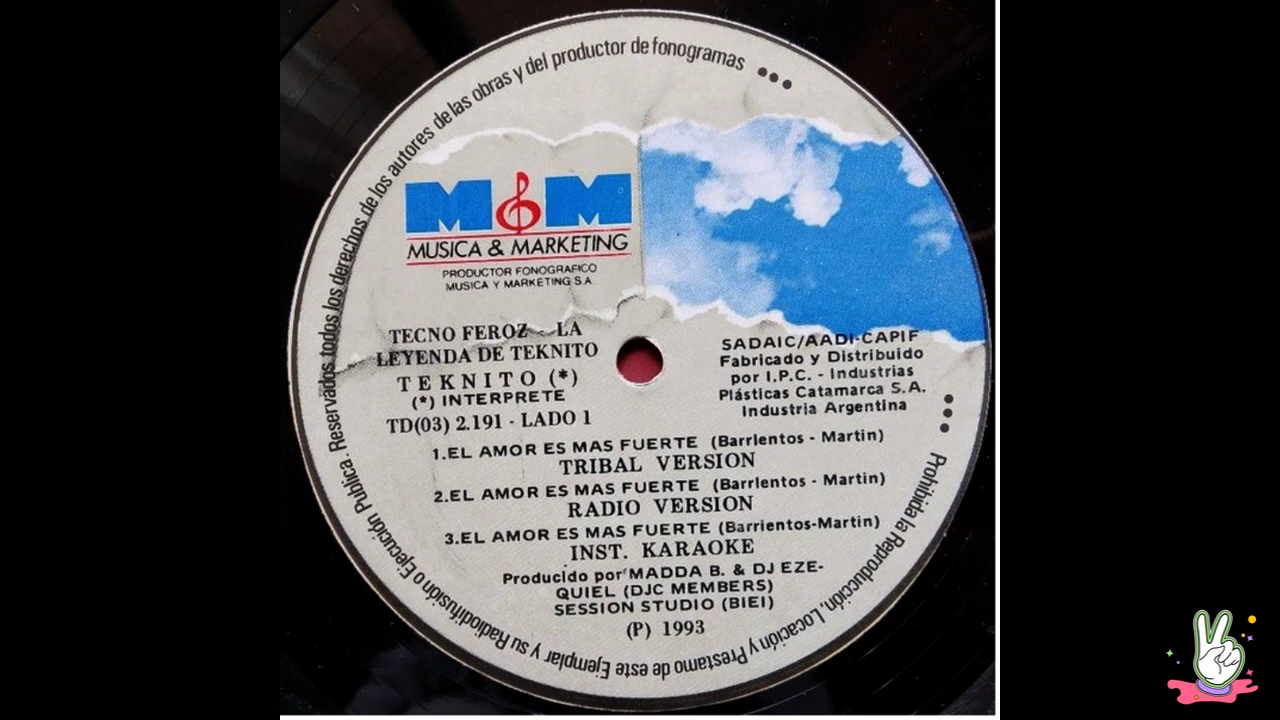 Reservados todos los derechos de los autores de las obras y del productor de fonogramas
M&M
MUSICA & MARKETING
PRODUCTOR FONOGRAFICO
MUSICA Y MARKETING S.A.
TECNO FEROZ - LA
LEYENDA DE TEKNITO
TEKNITO (*)
(*) INTERPRETE
TD(03) 2.191 - LADO 1
SADAIC/AADI-CAPIF
Fabricado y Distribuido
por I.P.C. - Industrias
Plásticas Catamarca S.A.
Industria Argentina
1.EL AMOR ES MAS FUERTE (Barrientos - Martin)
TRIBAL VERSION
2.EL AMOR ES MAS FUERTE (Barrientos - Martin)
RADIO VERSION
3.EL AMOR ES MAS FUERTE (Barrientos-Martin)
INST. KARAOKE
Producido por MADDA B. & DJ EZE-
QUIEL (DJC MEMBERS)
SESSION STUDIO (BIEI)
(P) 1993
Prohibida la Reproducción, Locación y Prestamo de este Ejemplar y su Radiodifusión o Ejecución Pública.